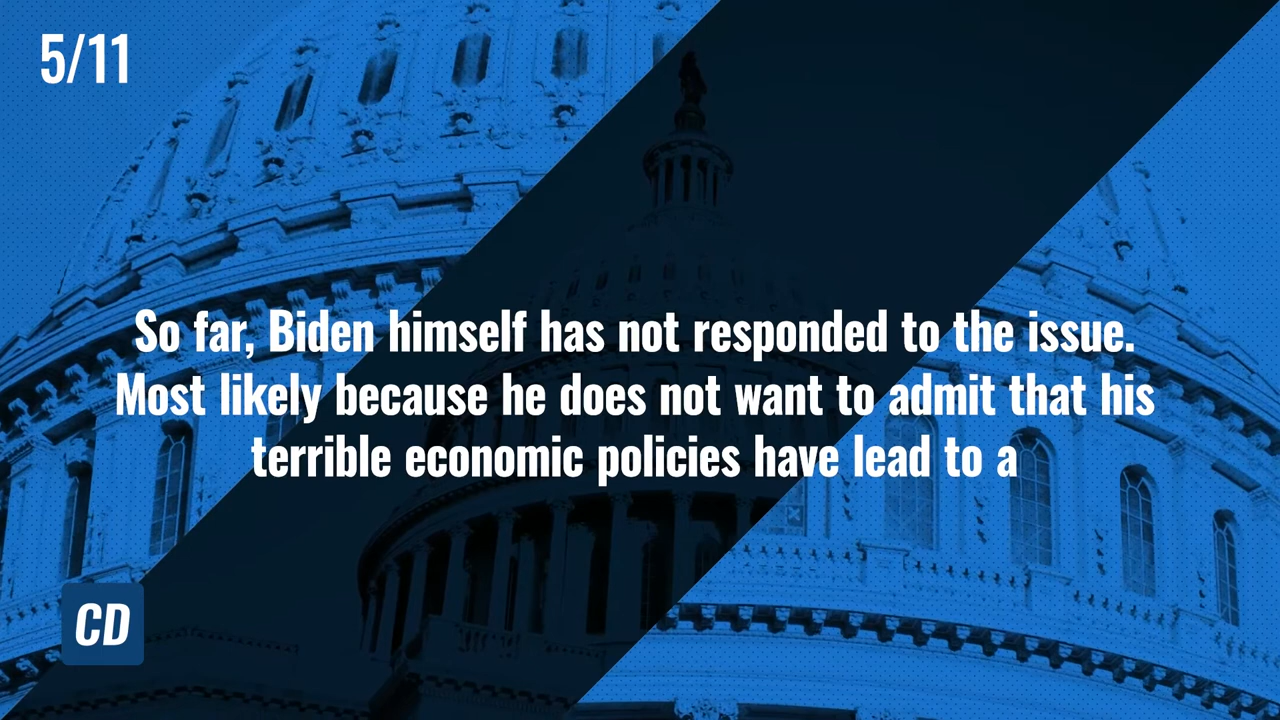 5/11
So far, Biden himself has not responded to the issue.
Most likely because he does not want to admit that his
terrible economic policies have lead to a
CD